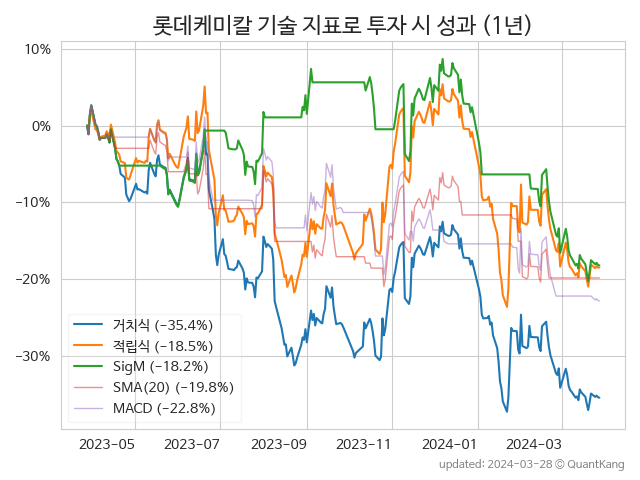 롯데케미칼 기술 지표로 투자 시 성과 (1년)
10%
0%
−10%
−20%
−30%
거치식 (−35.4%)
적립식 (−18.5%)
SigM (−18.2%)
SMA(20) (−19.8%)
MACD (−22.8%)
2023-05 2023-07 2023-09 2023-11 2024-01 2024-03
updated: 2024-03-28 © QuantKang